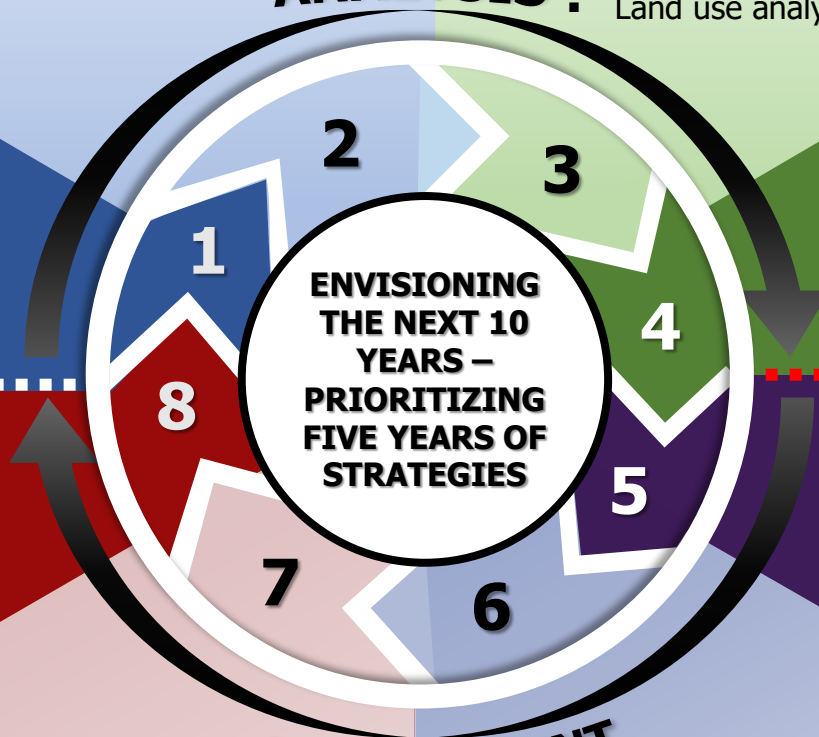 Land use
2
3
1
4
ENVISIONING
THE NEXT 10
YEARS –
PRIORITIZING
FIVE YEARS OF
STRATEGIES
8
5
7
6